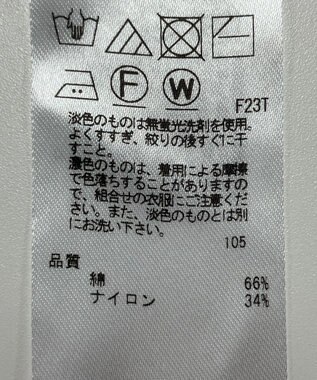 F W
F23T
淡色のものは無蛍光洗剤を使用。
よくすすぎ、絞りの後すぐに干
すこと。
濃色のものは、着用による摩擦
で色落ちすることがありますの
で、組合せの衣服にご注意くだ
さい。また、淡色のものとは別
にお洗い下さい。
105
品質
綿 66%
ナイロン 34%